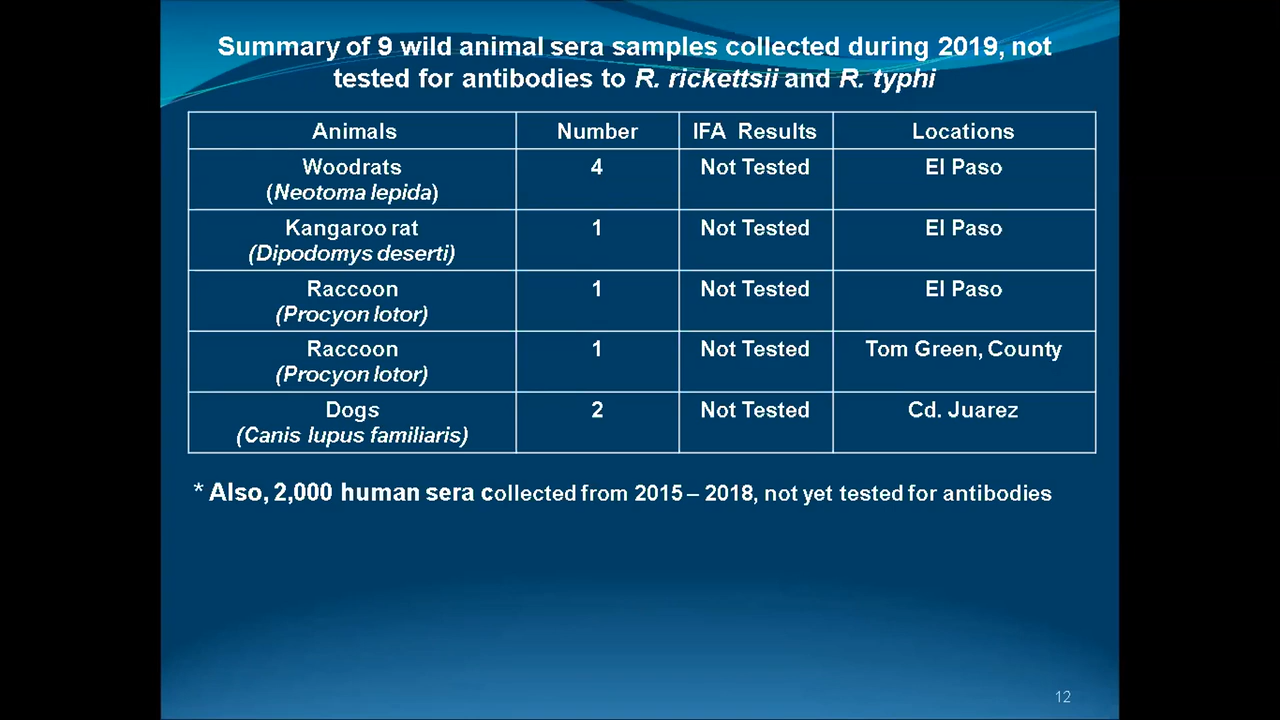 Summary of 9 wild animal sera samples collected during 2019, not
tested for antibodies to R. rickettsii and R. typhi
Animals Number IFA Results Locations
Woodrats 4 Not Tested El Paso
(Neotoma lepida)
Kangaroo rat 1 Not Tested El Paso
(Dipodomys deserti)
Raccoon 1 Not Tested El Paso
(Procyon lotor)
Raccoon 1 Not Tested Tom Green, County
(Procyon lotor)
Dogs 2 Not Tested Cd. Juarez
(Canis lupus familiaris)
* Also, 2,000 human sera collected from 2015 – 2018, not yet tested for antibodies
12